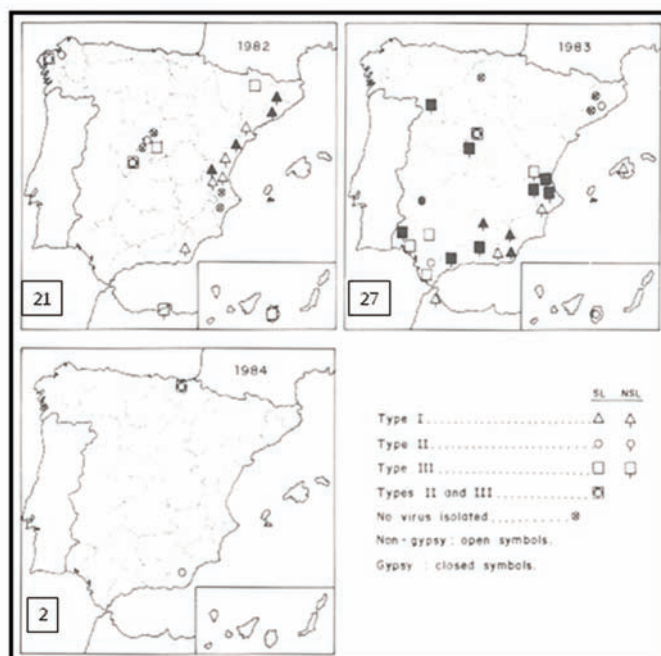 1982
21
1983
27
1984
2
SL NSL
Type I
Type II
Type III
Types II and III
No virus isolated
Non-gypsy : open symbols.
Gypsy : closed symbols.